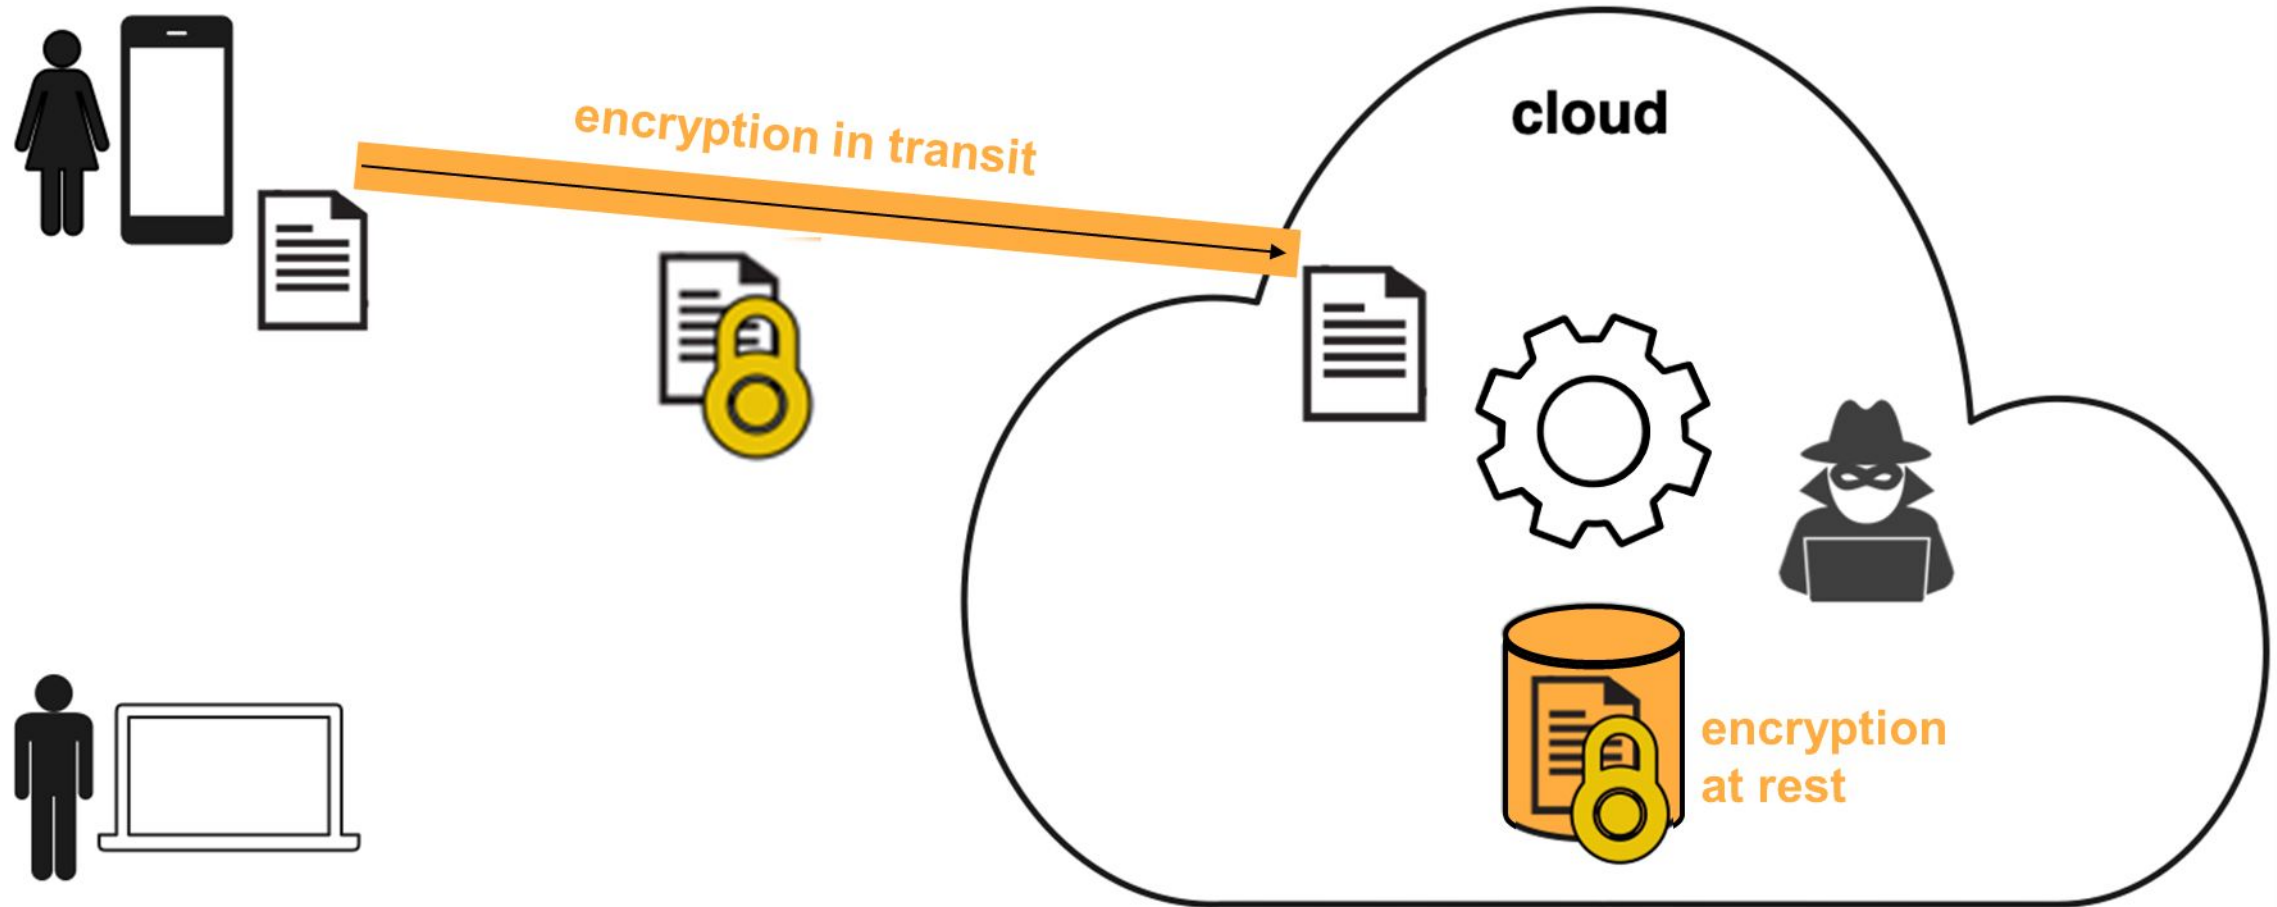 encryption in transit
cloud
encryption
at rest